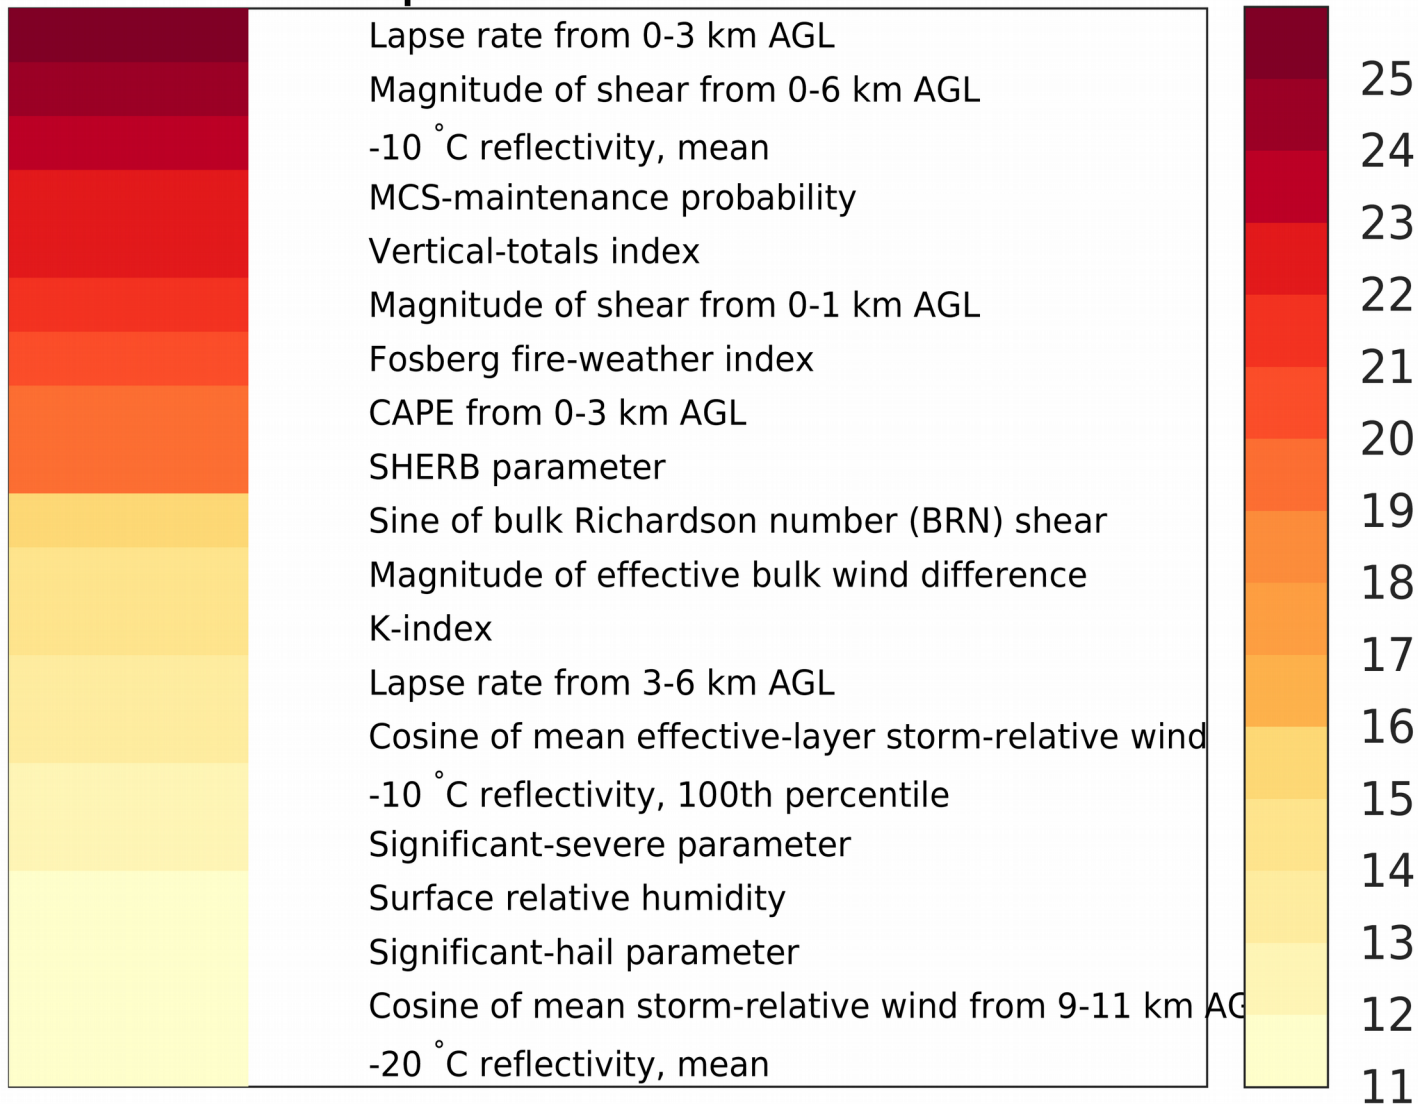 Lapse rate from 0-3 km AGL
Magnitude of shear from 0-6 km AGL
-10 °C reflectivity, mean
MCS-maintenance probability
Vertical-totals index
Magnitude of shear from 0-1 km AGL
Fosberg fire-weather index
CAPE from 0-3 km AGL
SHERB parameter
Sine of bulk Richardson number (BRN) shear
Magnitude of effective bulk wind difference
K-index
Lapse rate from 3-6 km AGL
Cosine of mean effective-layer storm-relative wind
-10 °C reflectivity, 100th percentile
Significant-severe parameter
Surface relative humidity
Significant-hail parameter
Cosine of mean storm-relative wind from 9-11 km AG
-20 °C reflectivity, mean
25
24
23
22
21
20
19
18
17
16
15
14
13
12
11